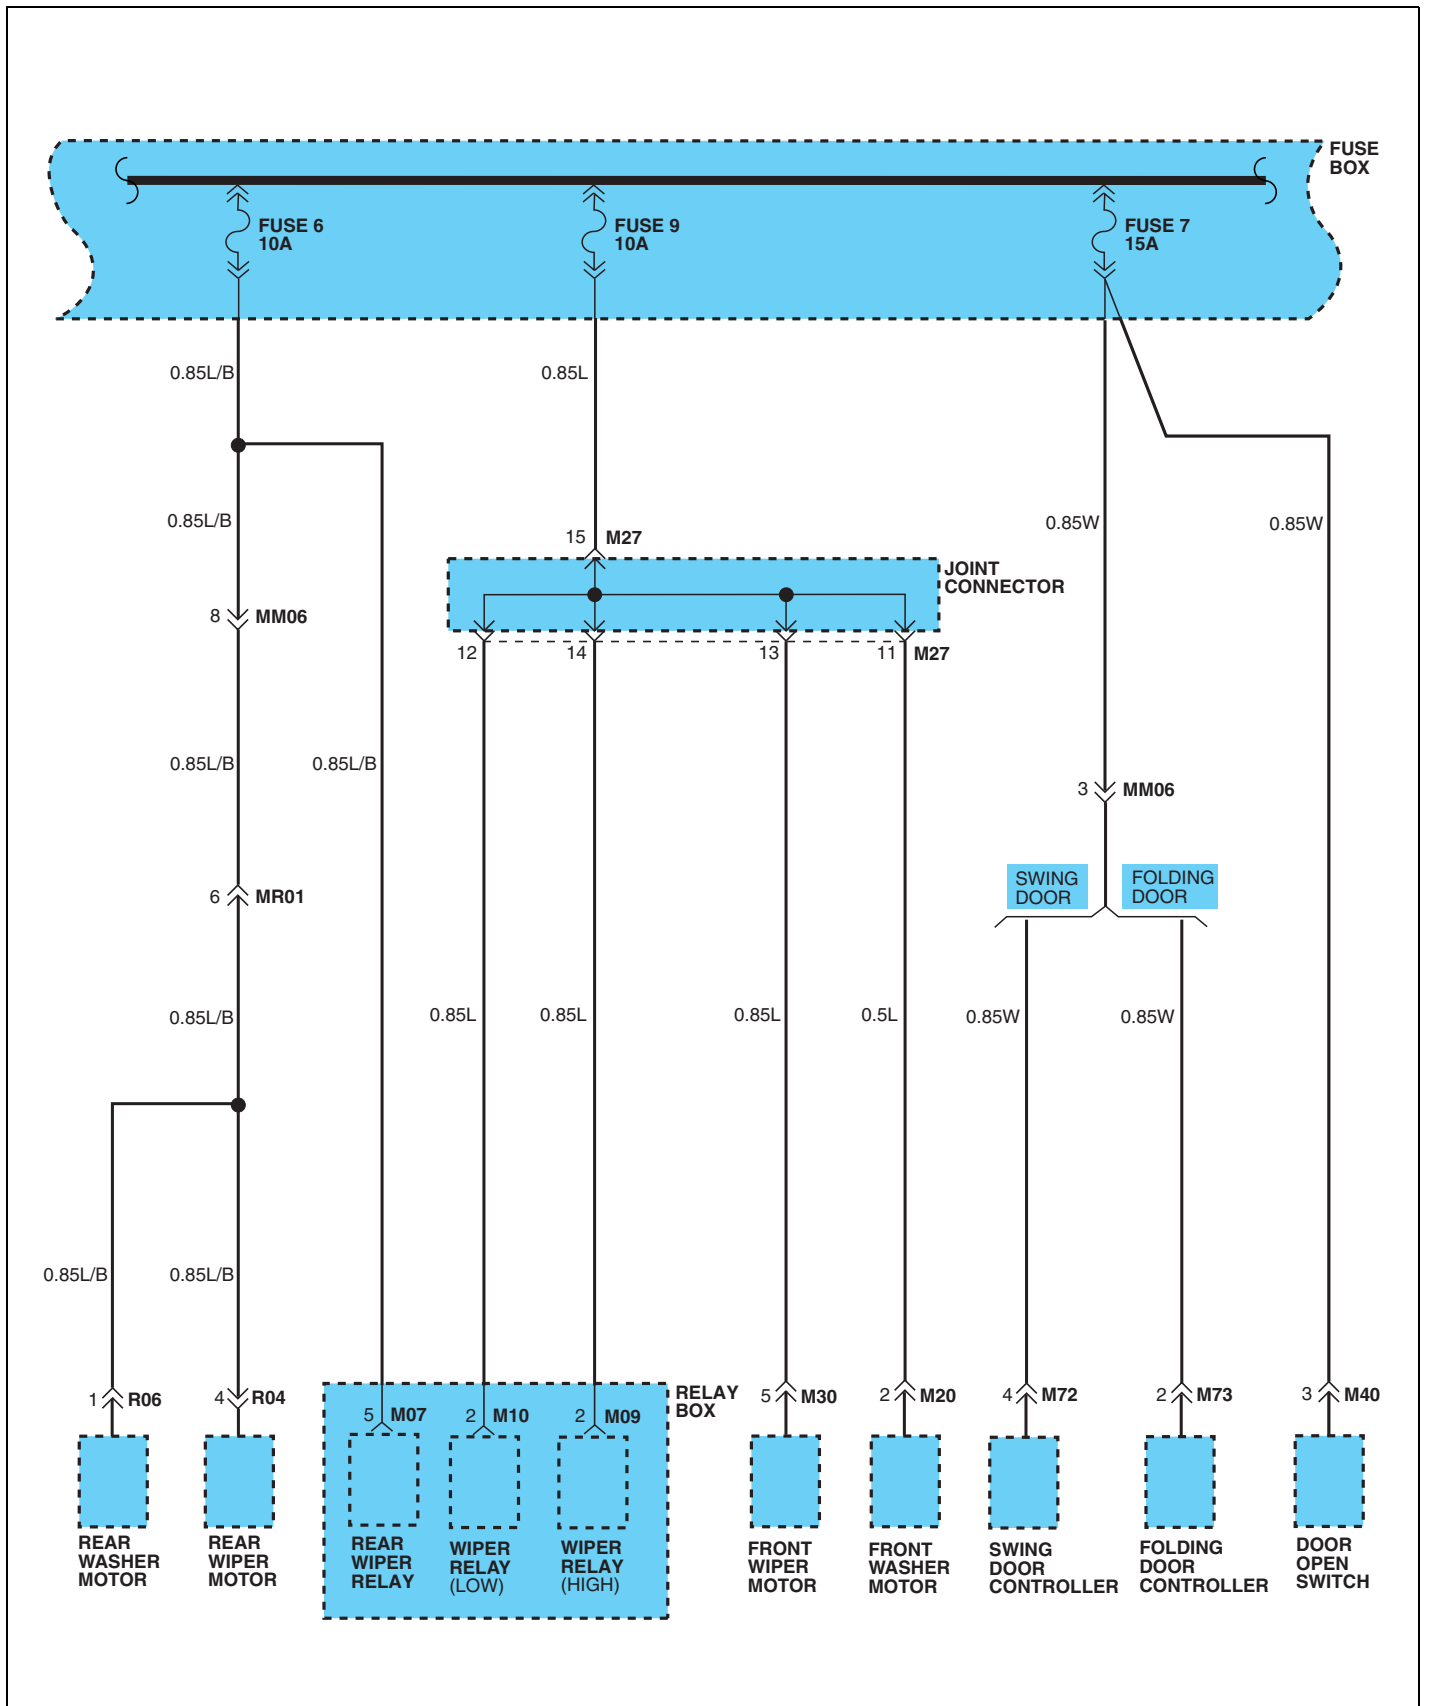 FUSE
BOX
FUSE 6
10A
FUSE 9
10A
FUSE 7
15A
0.85L/B
0.85L
0.85L/B
0.85W
0.85W
15 M27
JOINT
CONNECTOR
8 MM06
12
14
13
11 M27
0.85L/B
0.85L/B
3 MM06
SWING
DOOR
FOLDING
DOOR
6 MR01
0.85L/B
0.85L
0.85L
0.85L
0.5L
0.85W
0.85W
0.85L/B
0.85L/B
1 R06
4 R04
5 M07
2 M10
2 M09
RELAY
BOX
5 M30
2 M20
4 M72
2 M73
3 M40
REAR
WASHER
MOTOR
REAR
WIPER
MOTOR
REAR
WIPER
RELAY
WIPER
RELAY
(LOW)
WIPER
RELAY
(HIGH)
FRONT
WIPER
MOTOR
FRONT
WASHER
MOTOR
SWING
DOOR
CONTROLLER
FOLDING
DOOR
CONTROLLER
DOOR
OPEN
SWITCH